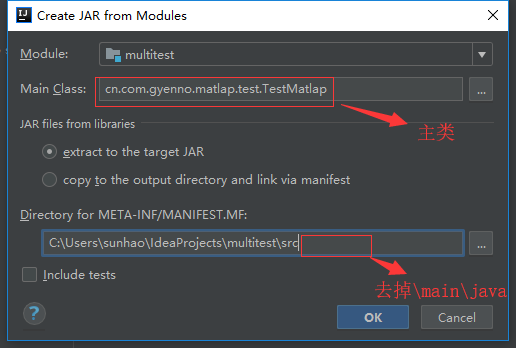 Create JAR from Modules
Module: multitest
Main Class: cn.com.gyenno.matlap.test.TestMatlap ...
主类
JAR files from libraries
extract to the target JAR
copy to the output directory and link via manifest
Directory for META-INF/MANIFEST.MF:
C:\Users\sunhao\IdeaProjects\multitest\src ...
Include tests
去掉\main\java
? OK Cancel